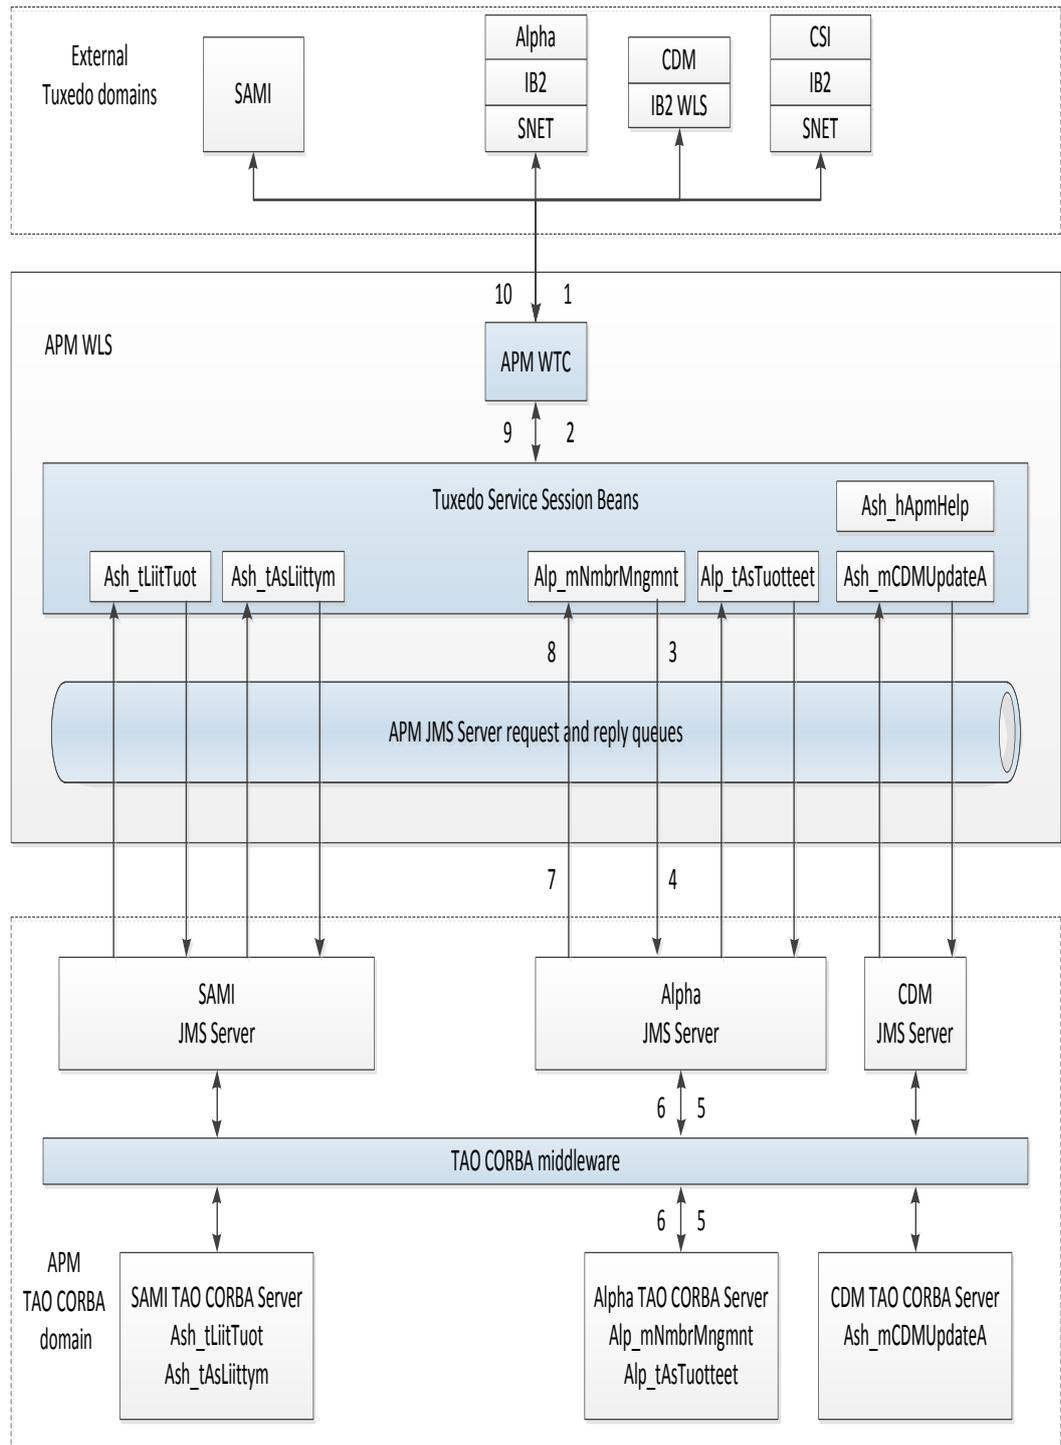 External
Tuxedo domains
SAMI
Alpha
IB2
SNET
CDM
IB2 WLS
CSI
IB2
SNET
10
1
APM WLS
APM WTC
9
2
Tuxedo Service Session Beans
Ash_hApmHelp
Ash_tLiitTuot
Ash_tAsLiittym
Alp_mNmbrMngmnt
Alp_tAsTuotteet
Ash_mCDMUpdateA
8
3
APM JMS Server request and reply queues
7
4
SAMI
JMS Server
Alpha
JMS Server
CDM
JMS Server
6
5
TAO CORBA middleware
6
5
APM
TAO CORBA
domain
SAMI TAO CORBA Server
Ash_tLiitTuot
Ash_tAsLiittym
Alpha TAO CORBA Server
Alp_mNmbrMngmnt
Alp_tAsTuotteet
CDM TAO CORBA Server
Ash_mCDMUpdateA